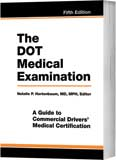 Fifth Edition
The
DOT
Medical
Examination
Natalie P. Hartenbaum, MD, MPH, Editor
A Guide to
Commercial Drivers'
Medical Certification